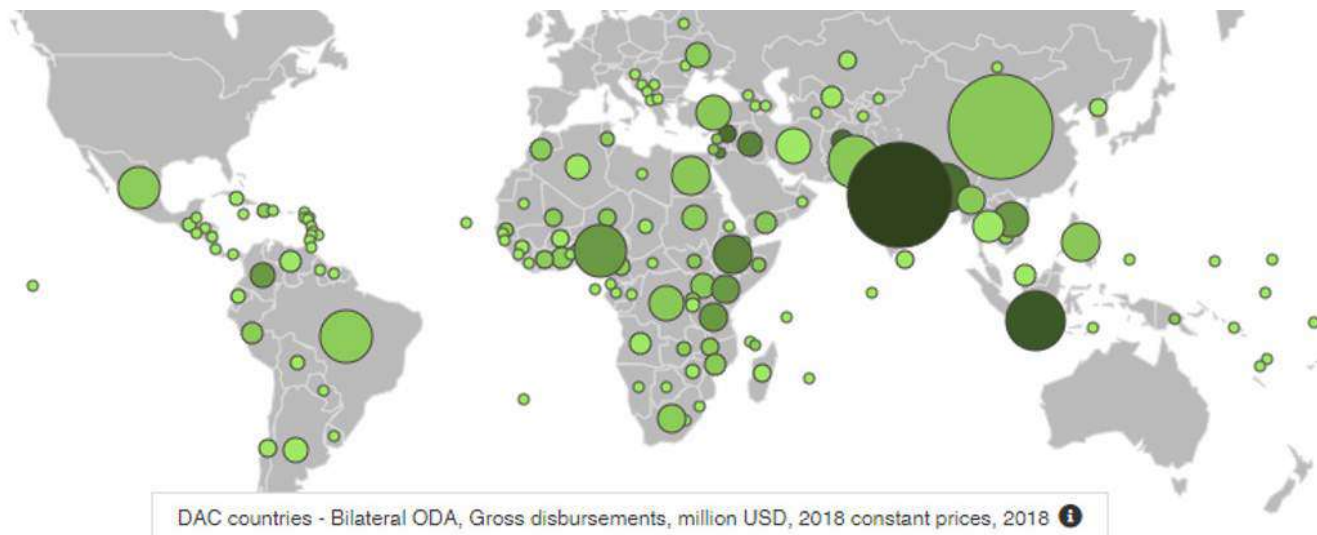 DAC countries - Bilateral ODA, Gross disbursements, million USD, 2018 constant prices, 2018 i